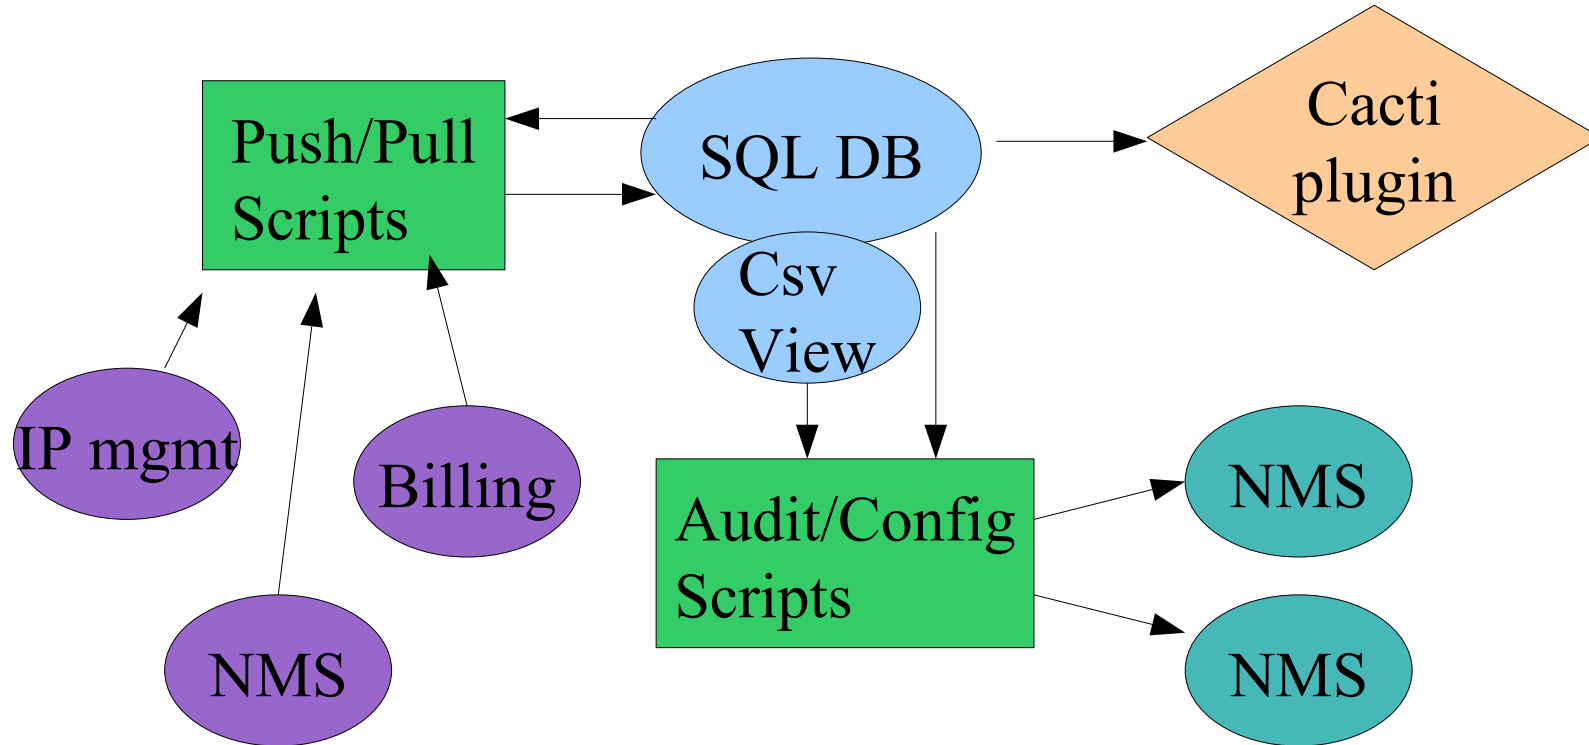 Push/Pull
Scripts
SQL DB
Cacti
plugin
Csv
View
IP mgmt
Billing
NMS
Audit/Config
Scripts
NMS
NMS